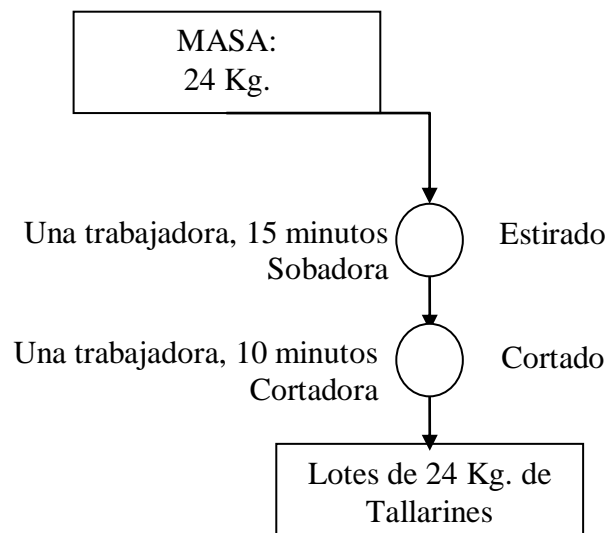 MASA:
24 Kg.
Una trabajadora, 15 minutos
Sobadora
Estirado
Una trabajadora, 10 minutos
Cortadora
Cortado
Lotes de 24 Kg. de
Tallarines